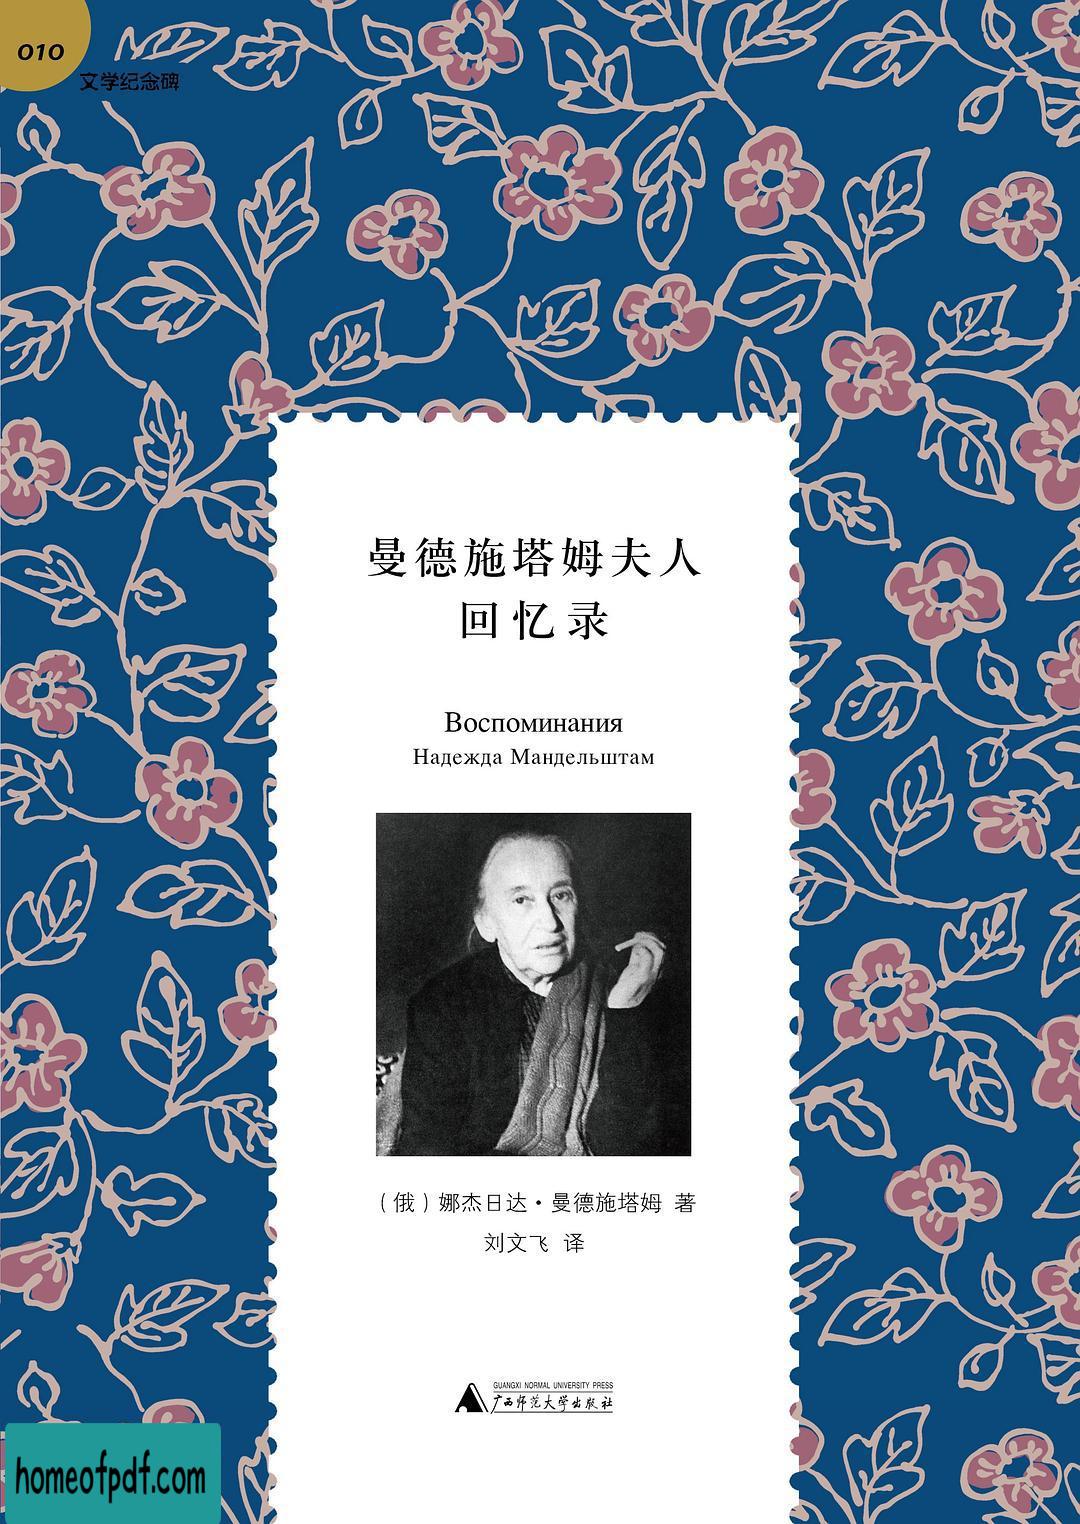 010
文学纪念碑
曼德施塔姆夫人
回忆录
Воспоминания
Надежда Мандельштам
（俄）娜杰日达·曼德施塔姆 著
刘文飞 译
GUANGXI NORMAL UNIVERSITY PRESS
广西师范大学出版社
homeofpdf.com